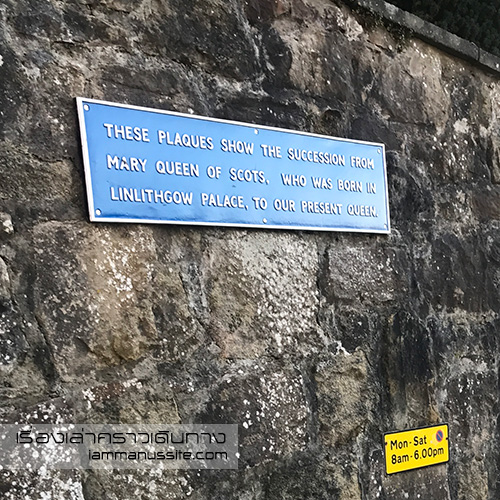 THESE PLAQUES SHOW THE SUCCESSION FROM
MARY QUEEN OF SCOTS, WHO WAS BORN IN
LINLITHGOW PALACE, TO OUR PRESENT QUEEN.
Mon-Sat
8am-6.00pm
เรื่องเล่าคราวเดินทาง
iammanussite.com